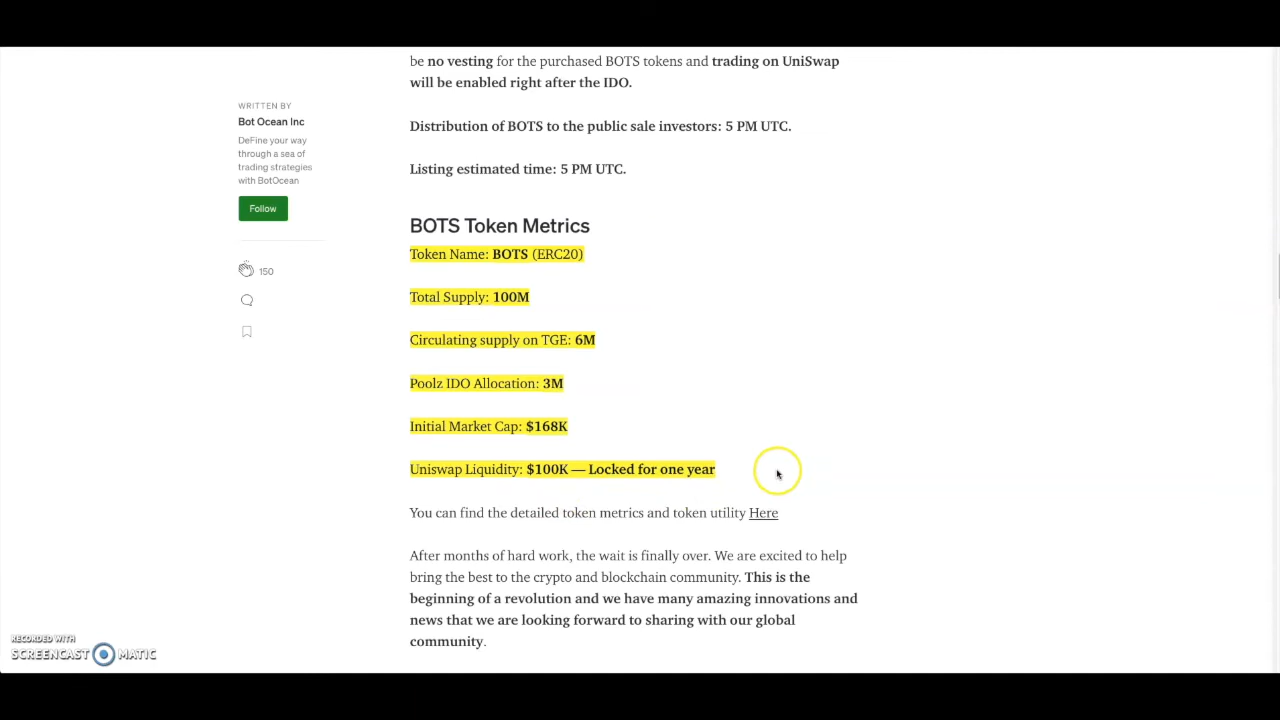 be no vesting for the purchased BOTS tokens and trading on UniSwap
will be enabled right after the IDO.
WRITTEN BY
Bot Ocean Inc
DeFine your way
through a sea of
trading strategies
with BotOcean
Follow
150
Distribution of BOTS to the public sale investors: 5 PM UTC.
Listing estimated time: 5 PM UTC.
BOTS Token Metrics
Token Name: BOTS (ERC20)
Total Supply: 100M
Circulating supply on TGE: 6M
Poolz IDO Allocation: 3M
Initial Market Cap: $168K
Uniswap Liquidity: $100K — Locked for one year
You can find the detailed token metrics and token utility Here
After months of hard work, the wait is finally over. We are excited to help
bring the best to the crypto and blockchain community. This is the
beginning of a revolution and we have many amazing innovations and
news that we are looking forward to sharing with our global
community.
RECORDED WITH
SCREENCAST MATIC